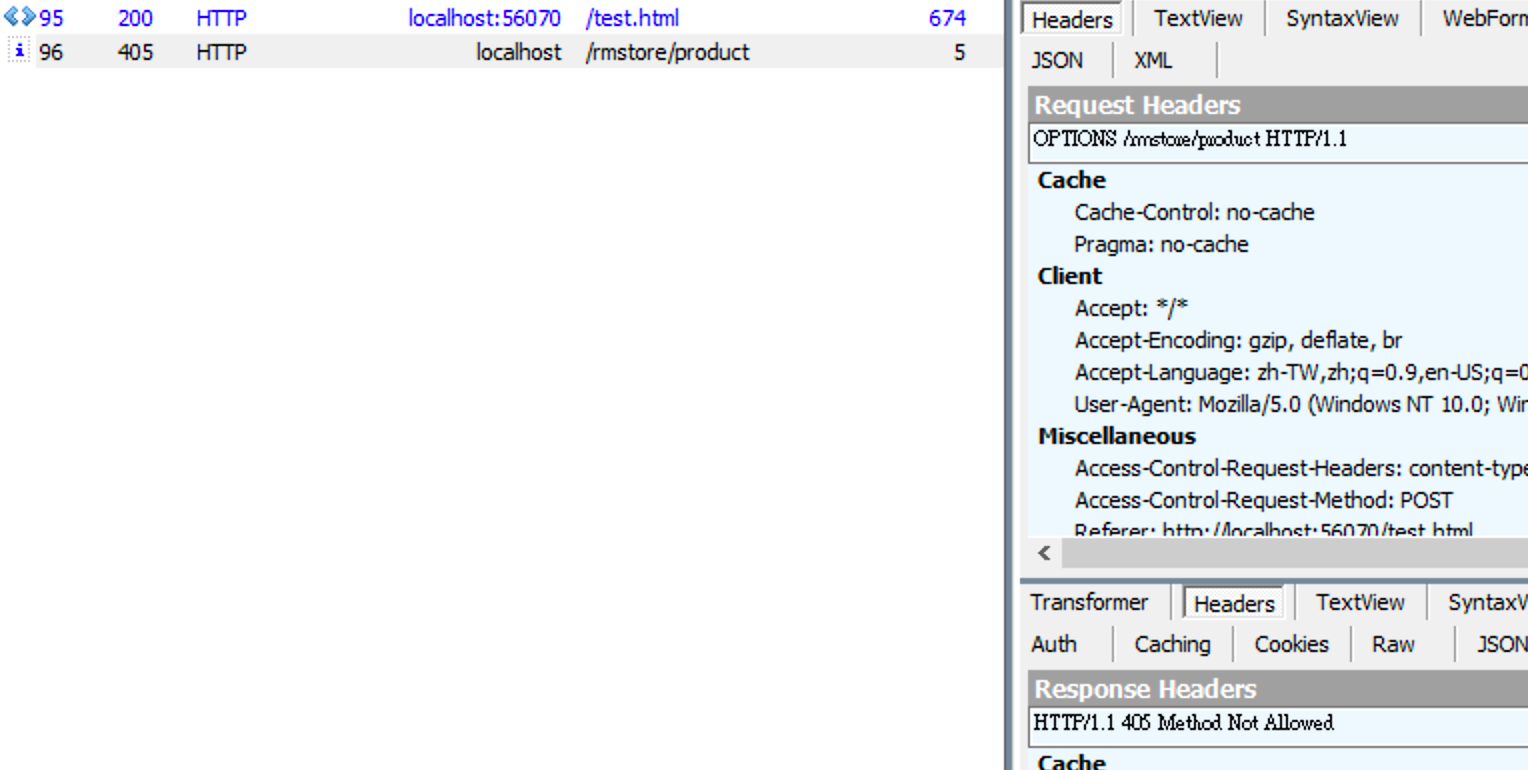 95 200 HTTP localhost:56070 /test.html 674
96 405 HTTP localhost /rmstore/product 5
Headers TextView SyntaxView WebForm
JSON XML
Request Headers
OPTIONS /rmstore/product HTTP/1.1
Cache
Cache-Control: no-cache
Pragma: no-cache
Client
Accept: */*
Accept-Encoding: gzip, deflate, br
Accept-Language: zh-TW,zh;q=0.9,en-US;q=0
User-Agent: Mozilla/5.0 (Windows NT 10.0; Win
Miscellaneous
Access-Control-Request-Headers: content-type
Access-Control-Request-Method: POST
Referer: http://localhost:56070/test.html
Transformer Headers TextView SyntaxV
Auth Caching Cookies Raw JSON
Response Headers
HTTP/1.1 405 Method Not Allowed
Cache